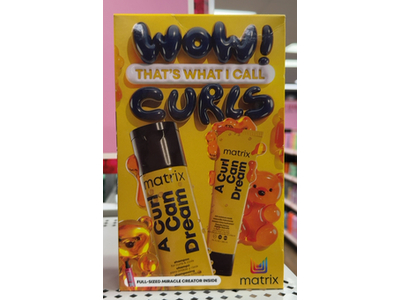 WOW!
THAT'S WHAT I CALL
CURLS
matrix
A Curl
Can
Dream
shampoo
matrix
A Curl
Can
Dream
FULL-SIZED MIRACLE CREATOR INSIDE
matrix